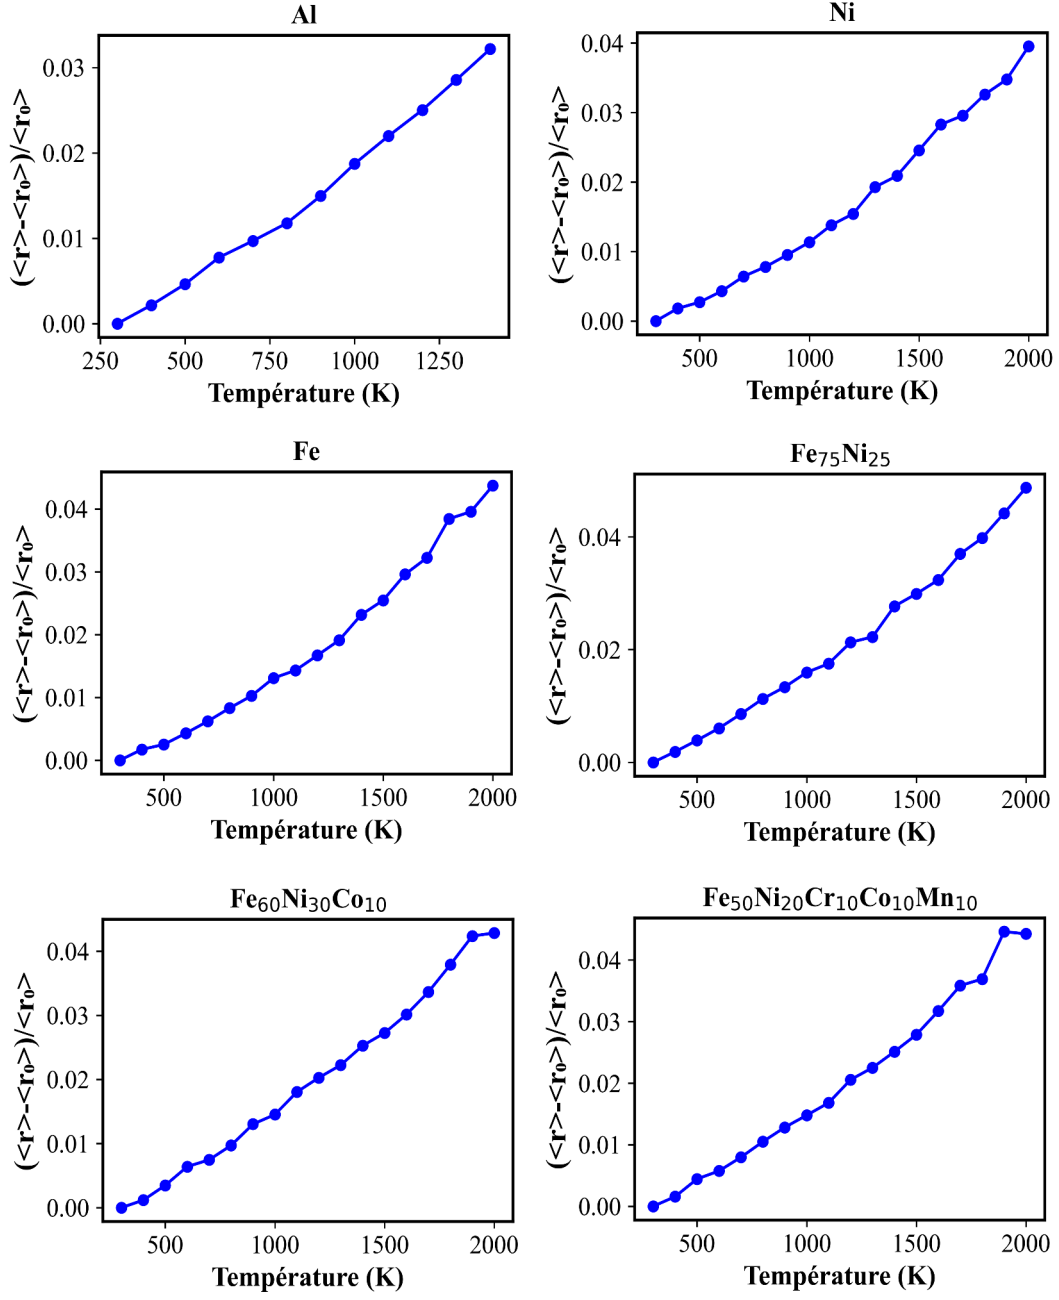 Al
(<r>-<r₀>)/<r₀>
0.03
0.02
0.01
0.00
250 500 750 1000 1250
Température (K)
Ni
(<r>-<r₀>)/<r₀>
0.04
0.03
0.02
0.01
0.00
500 1000 1500 2000
Température (K)
Fe
(<r>-<r₀>)/<r₀>
0.04
0.03
0.02
0.01
0.00
500 1000 1500 2000
Température (K)
Fe₇₅Ni₂₅
(<r>-<r₀>)/<r₀>
0.04
0.02
0.00
500 1000 1500 2000
Température (K)
Fe₆₀Ni₃₀Co₁₀
(<r>-<r₀>)/<r₀>
0.04
0.03
0.02
0.01
0.00
500 1000 1500 2000
Température (K)
Fe₅₀Ni₂₀Cr₁₀Co₁₀Mn₁₀
(<r>-<r₀>)/<r₀>
0.04
0.03
0.02
0.01
0.00
500 1000 1500 2000
Température (K)